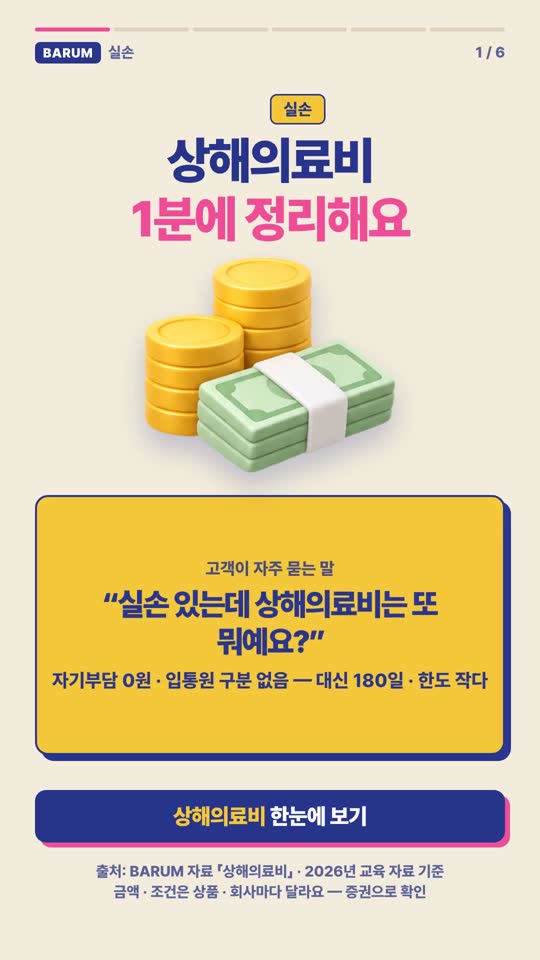 BARUM 실손
1 / 6
실손
상해의료비
1분에 정리해요
고객이 자주 묻는 말
“실손 있는데 상해의료비는 또
뭐예요?”
자기부담 0원 · 입통원 구분 없음 — 대신 180일 · 한도 작다
상해의료비 한눈에 보기
출처: BARUM 자료 『상해의료비』 · 2026년 교육 자료 기준
금액 · 조건은 상품 · 회사마다 달라요 — 증권으로 확인